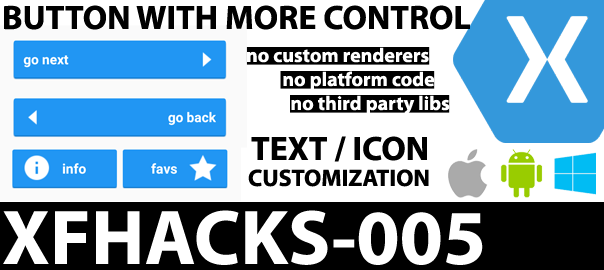 BUTTON WITH MORE CONTROL
go next
no custom renderers
no platform code
no third party libs
go back
info
favs
TEXT / ICON
CUSTOMIZATION
XFHACKS-005